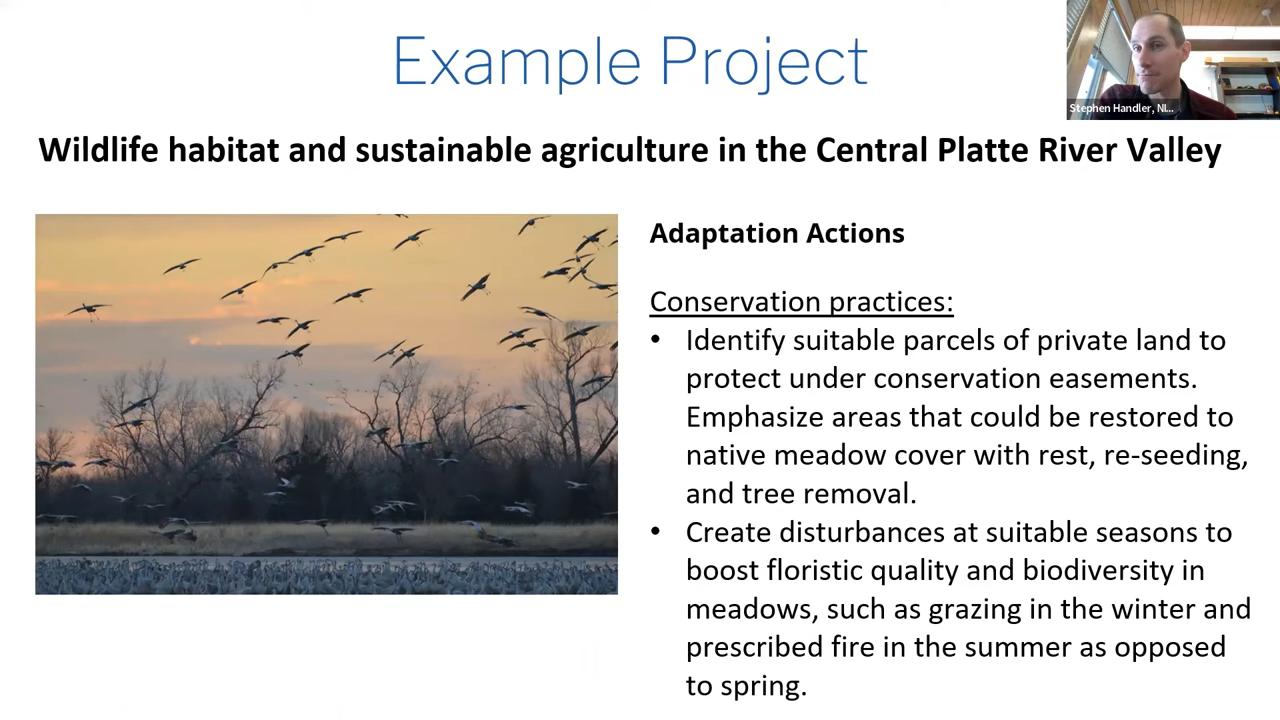 Example Project
Stephen Handler, NI...
Wildlife habitat and sustainable agriculture in the Central Platte River Valley
Adaptation Actions
Conservation practices:
• Identify suitable parcels of private land to
protect under conservation easements.
Emphasize areas that could be restored to
native meadow cover with rest, re-seeding,
and tree removal.
• Create disturbances at suitable seasons to
boost floristic quality and biodiversity in
meadows, such as grazing in the winter and
prescribed fire in the summer as opposed
to spring.